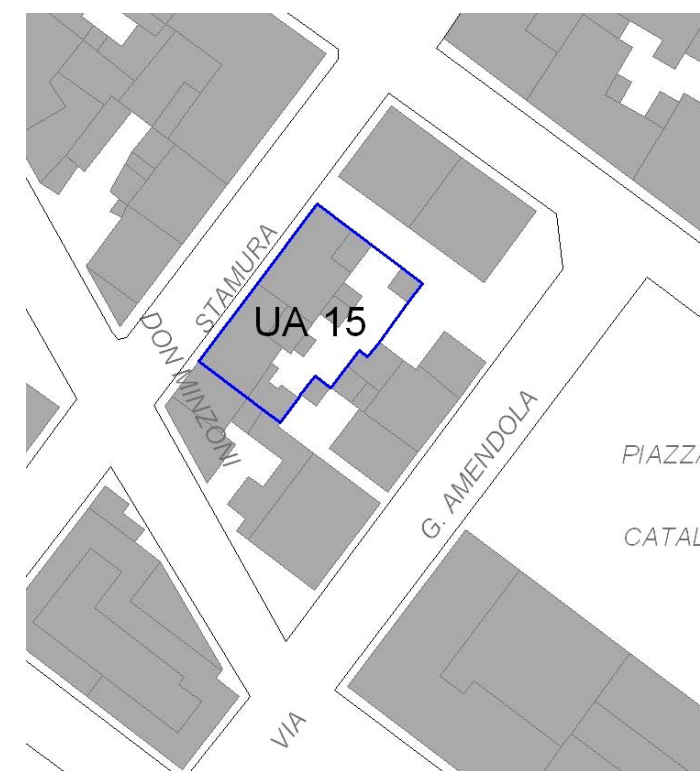 STAMURA
UA 15
DON MINZONI
G. AMENDOLA
PIAZZA
CATAL
VIA